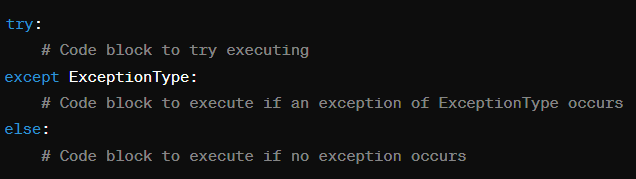 try:
    # Code block to try executing
except ExceptionType:
    # Code block to execute if an exception of ExceptionType occurs
else:
    # Code block to execute if no exception occurs